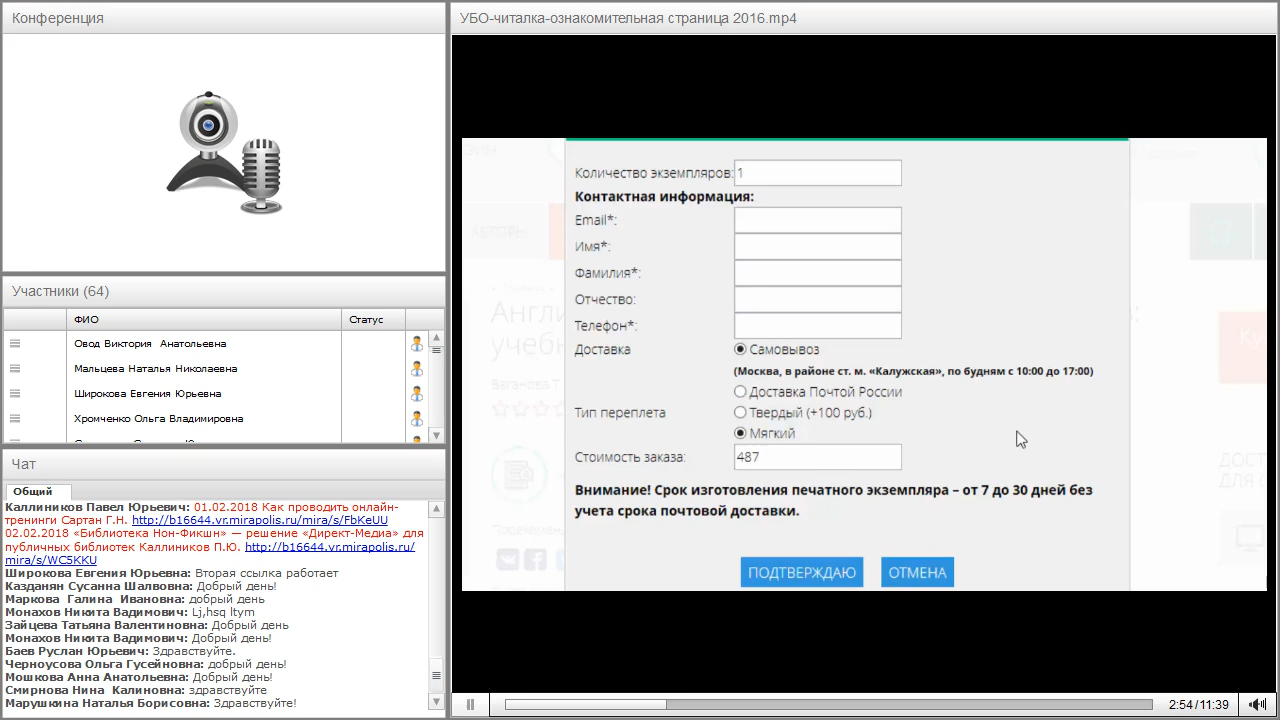 Конференция
Участники (64)
ФИО
Статус
Овод Виктория Анатольевна
Мальцева Наталья Николаевна
Широкова Евгения Юрьевна
Хромченко Ольга Владимировна
Чат
Общий
Каллиников Павел Юрьевич: 01.02.2018 Как проводить онлайн-
тренинги Сартан Г.Н. http://b16644.vr.mirapolis.ru/mira/s/FbKeUU
02.02.2018 «Библиотека Нон-Фикшн» — решение «Директ-Медиа» для
публичных библиотек Каллиников П.Ю. http://b16644.vr.mirapolis.ru/
mira/s/WC5KKU
Широкова Евгения Юрьевна: Вторая ссылка работает
Казданян Сусанна Шалвовна: Добрый день!
Маркова Галина Ивановна: добрый день
Монахов Никита Вадимович: Lj,hsq ltym
Зайцева Татьяна Валентиновна: Добрый день
Монахов Никита Вадимович: Добрый день!
Баев Руслан Юрьевич: Здравствуйте.
Черноусова Ольга Гусейновна: добрый день!
Мошкова Анна Анатольевна: Добрый день!
Смирнова Нина Калиновна: здравствуйте
Марушкина Наталья Борисовна: Здравствуйте!
УБО-читалка-ознакомительная страница 2016.mp4
Количество экземпляров: 1
Контактная информация:
Email*:
Имя*:
Фамилия*:
Отчество:
Телефон*:
Доставка
Самовывоз
(Москва, в районе ст. м. «Калужская», по будням с 10:00 до 17:00)
Доставка Почтой России
Тип переплета
Твердый (+100 руб.)
Мягкий
Стоимость заказа: 487
Внимание! Срок изготовления печатного экземпляра – от 7 до 30 дней без
учета срока почтовой доставки.
ПОДТВЕРЖДАЮ
ОТМЕНА
АВТОРЫ
Англи
учебн
Ваганова Т
2:54 / 11:39